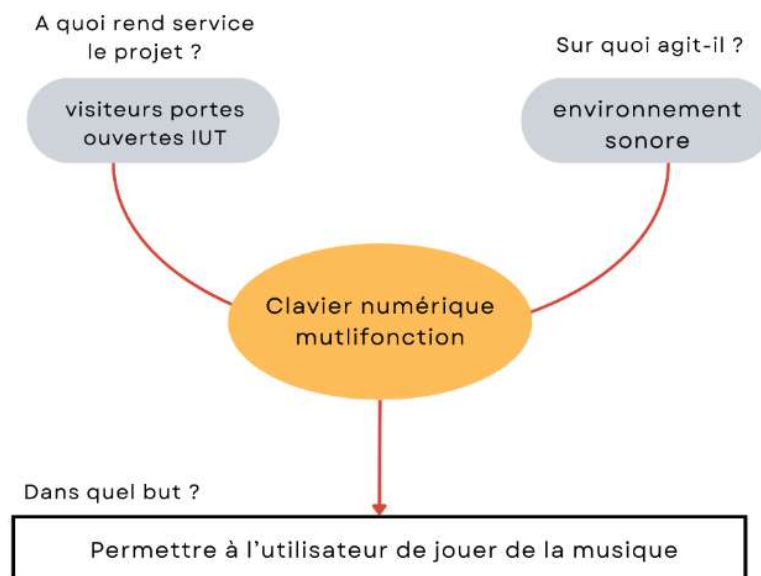 A quoi rend service
le projet ?
Sur quoi agit-il ?
visiteurs portes
ouvertes IUT
environnement
sonore
Clavier numérique
mutlifonction
Dans quel but ?
Permettre à l'utilisateur de jouer de la musique